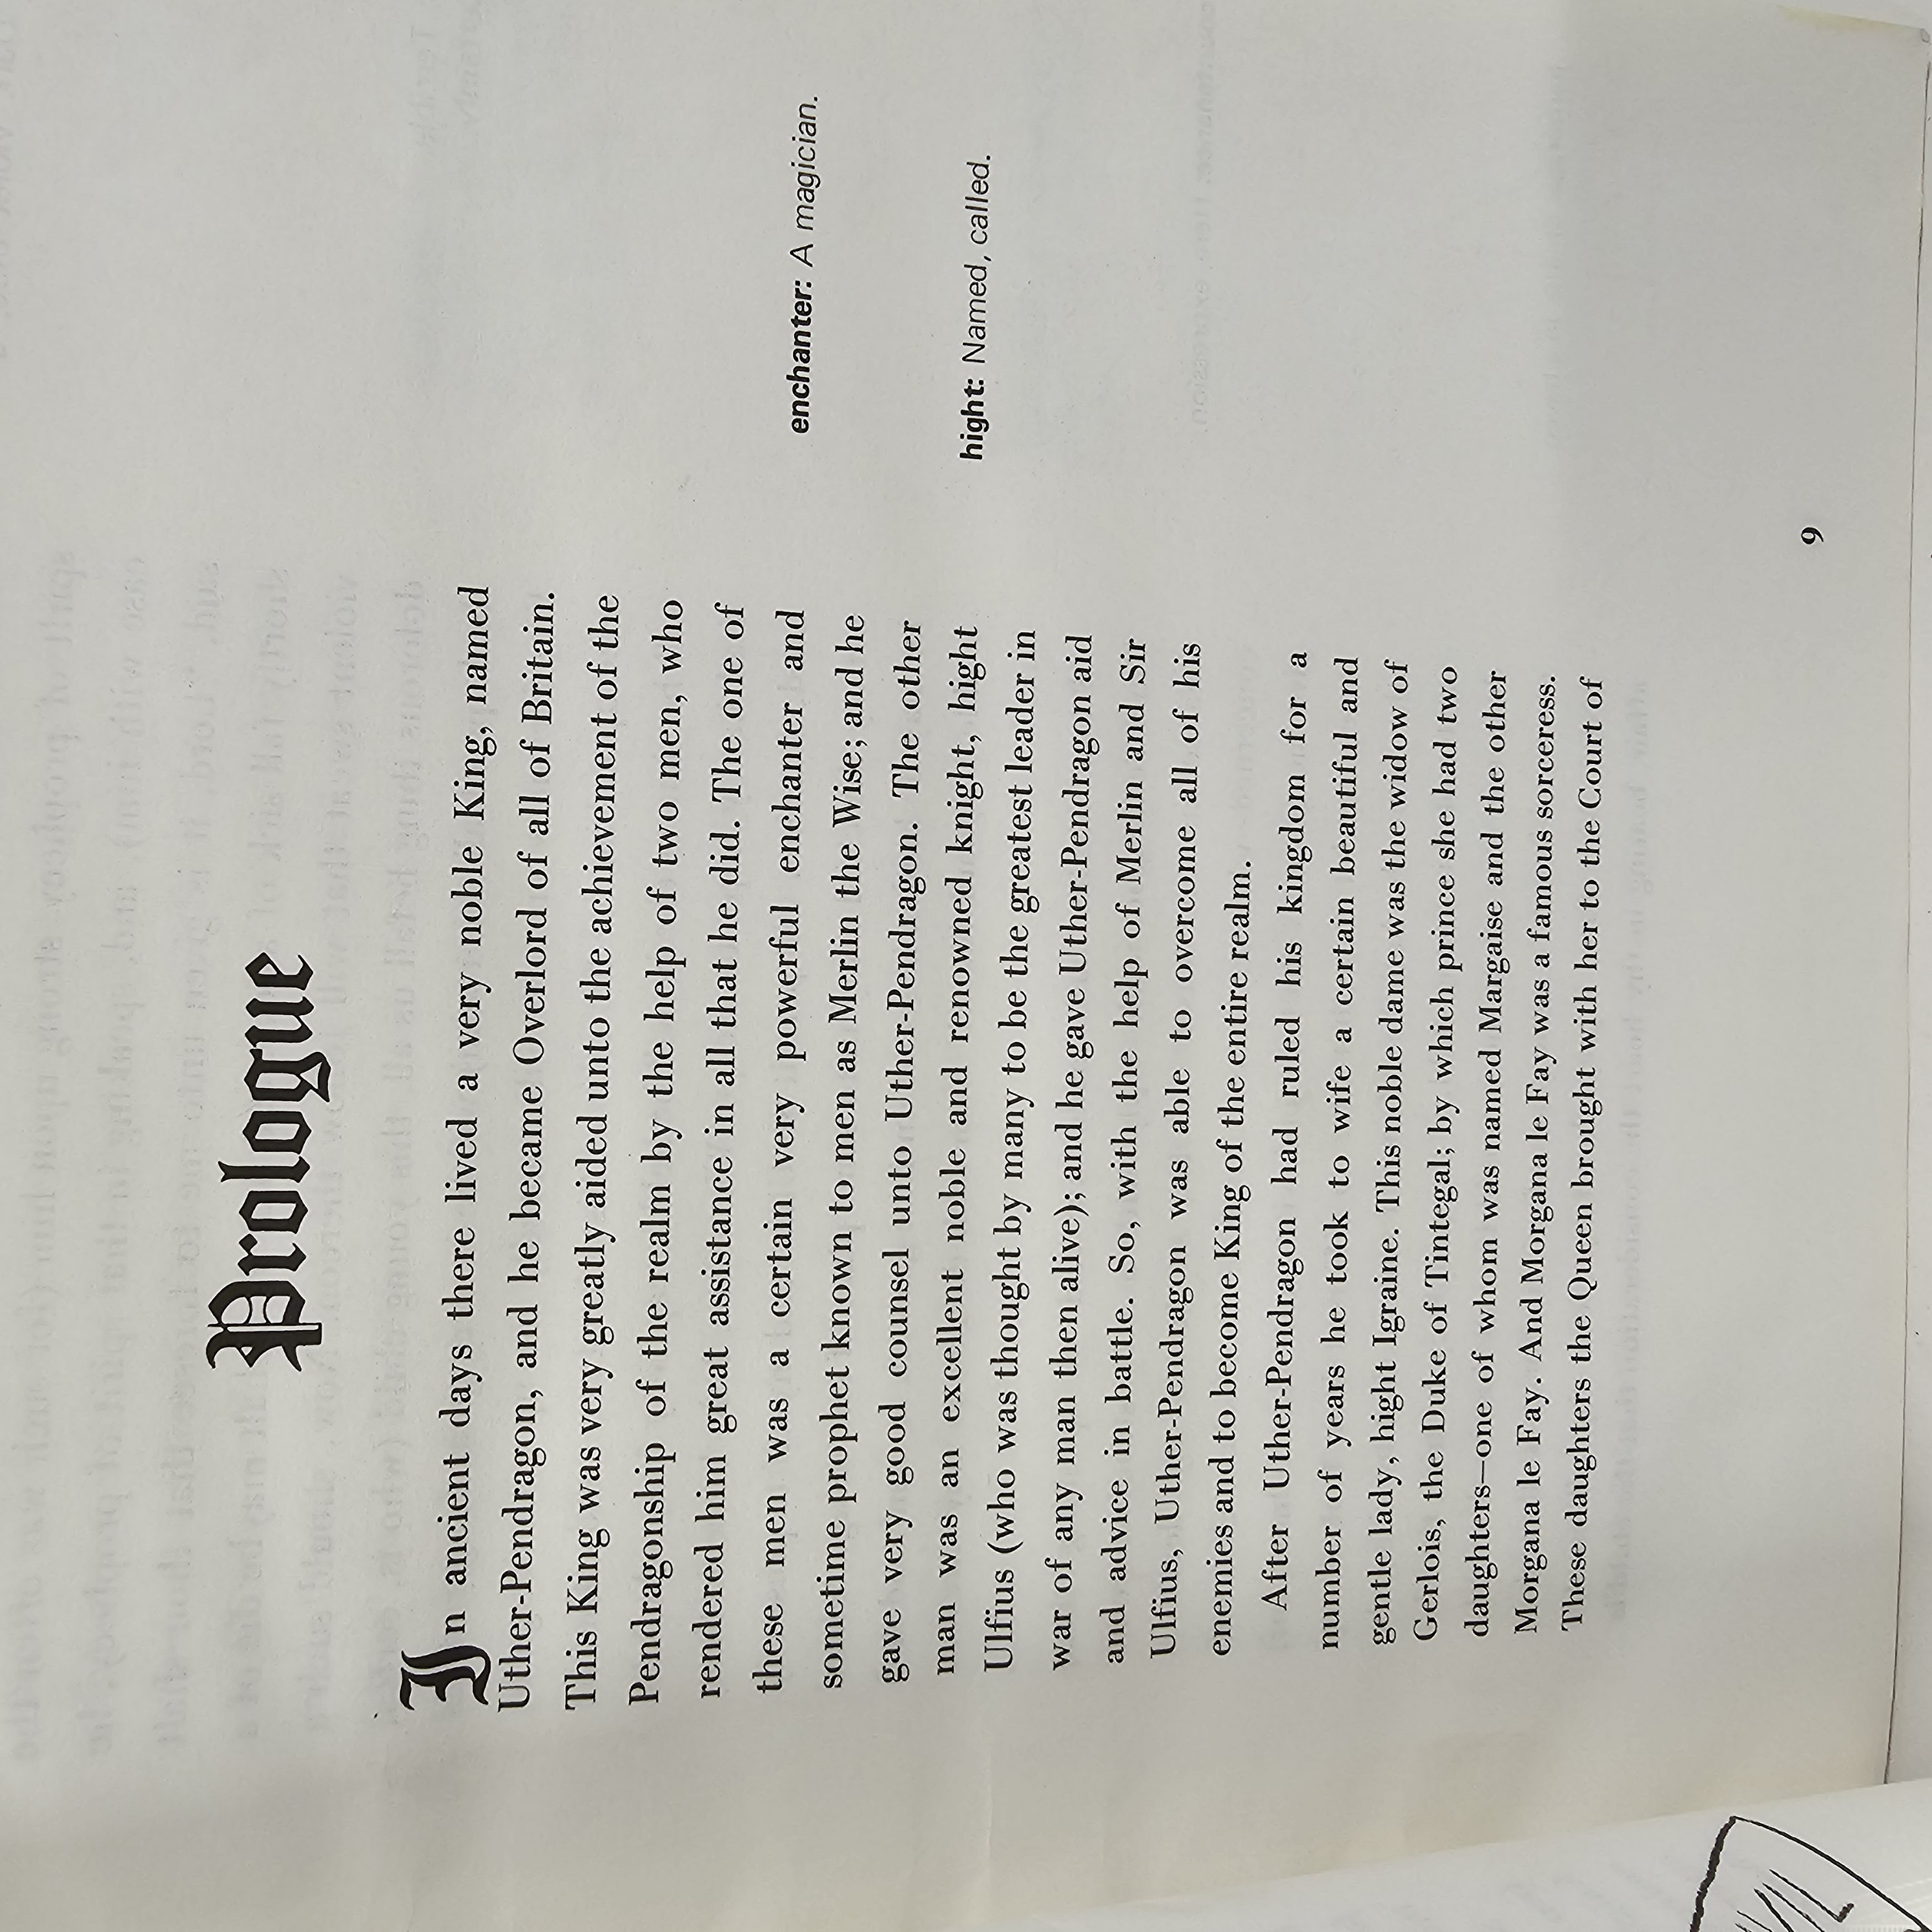 Prologue
In ancient days there lived a very noble King, named
Uther-Pendragon, and he became Overlord of all of Britain.
This King was very greatly aided unto the achievement of the
Pendragonship of the realm by the help of two men, who
rendered him great assistance in all that he did. The one of
these men was a certain very powerful enchanter and
sometime prophet known to men as Merlin the Wise; and he
gave very good counsel unto Uther-Pendragon. The other
man was an excellent noble and renowned knight, hight
Ulfius (who was thought by many to be the greatest leader in
war of any man then alive); and he gave Uther-Pendragon aid
and advice in battle. So, with the help of Merlin and Sir
Ulfius, Uther-Pendragon was able to overcome all of his
enemies and to become King of the entire realm.
After Uther-Pendragon had ruled his kingdom for a
number of years he took to wife a certain beautiful and
gentle lady, hight Igraine. This noble dame was the widow of
Gerlois, the Duke of Tintegal; by which prince she had two
daughters—one of whom was named Margaise and the other
Morgana le Fay. And Morgana le Fay was a famous sorceress.
These daughters the Queen brought with her to the Court of
enchanter: A magician.
hight: Named, called.
9